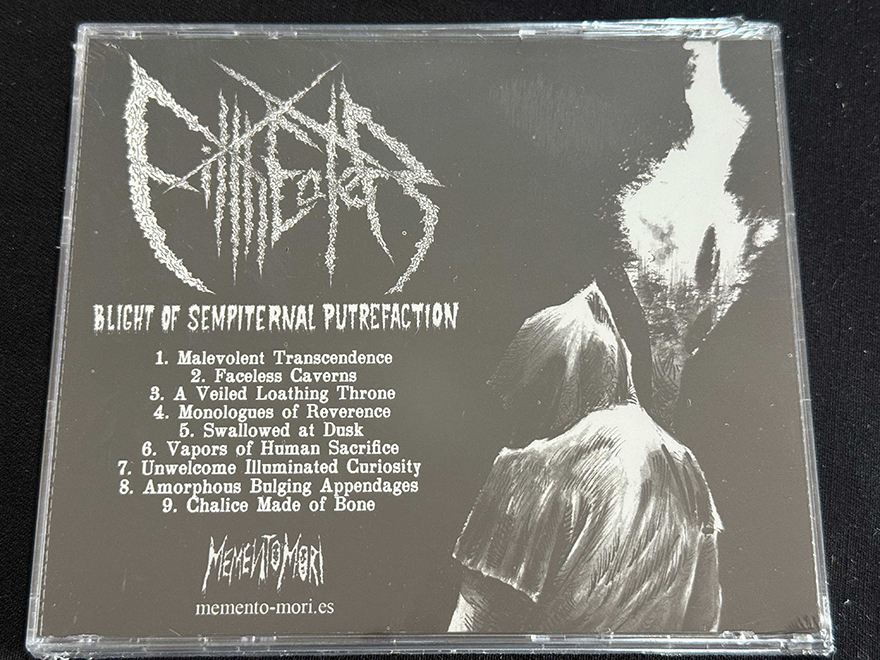 FilthEater
BLIGHT OF SEMPITERNAL PUTREFACTION
1. Malevolent Transcendence
2. Faceless Caverns
3. A Veiled Loathing Throne
4. Monologues of Reverence
5. Swallowed at Dusk
6. Vapors of Human Sacrifice
7. Unwelcome Illuminated Curiosity
8. Amorphous Bulging Appendages
9. Chalice Made of Bone
MEMENTO MORI
memento-mori.es